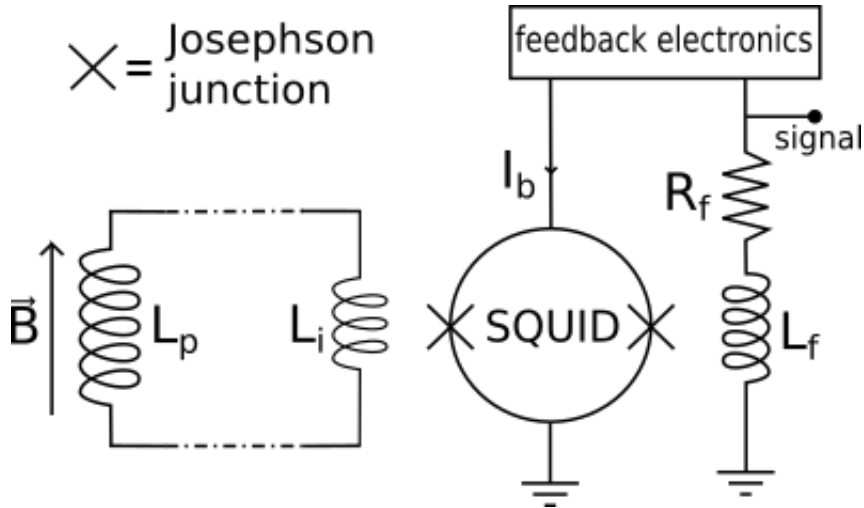 = Josephson
junction
feedback electronics
signal
I_b
R_f
B⃗
L_p
L_i
SQUID
L_f